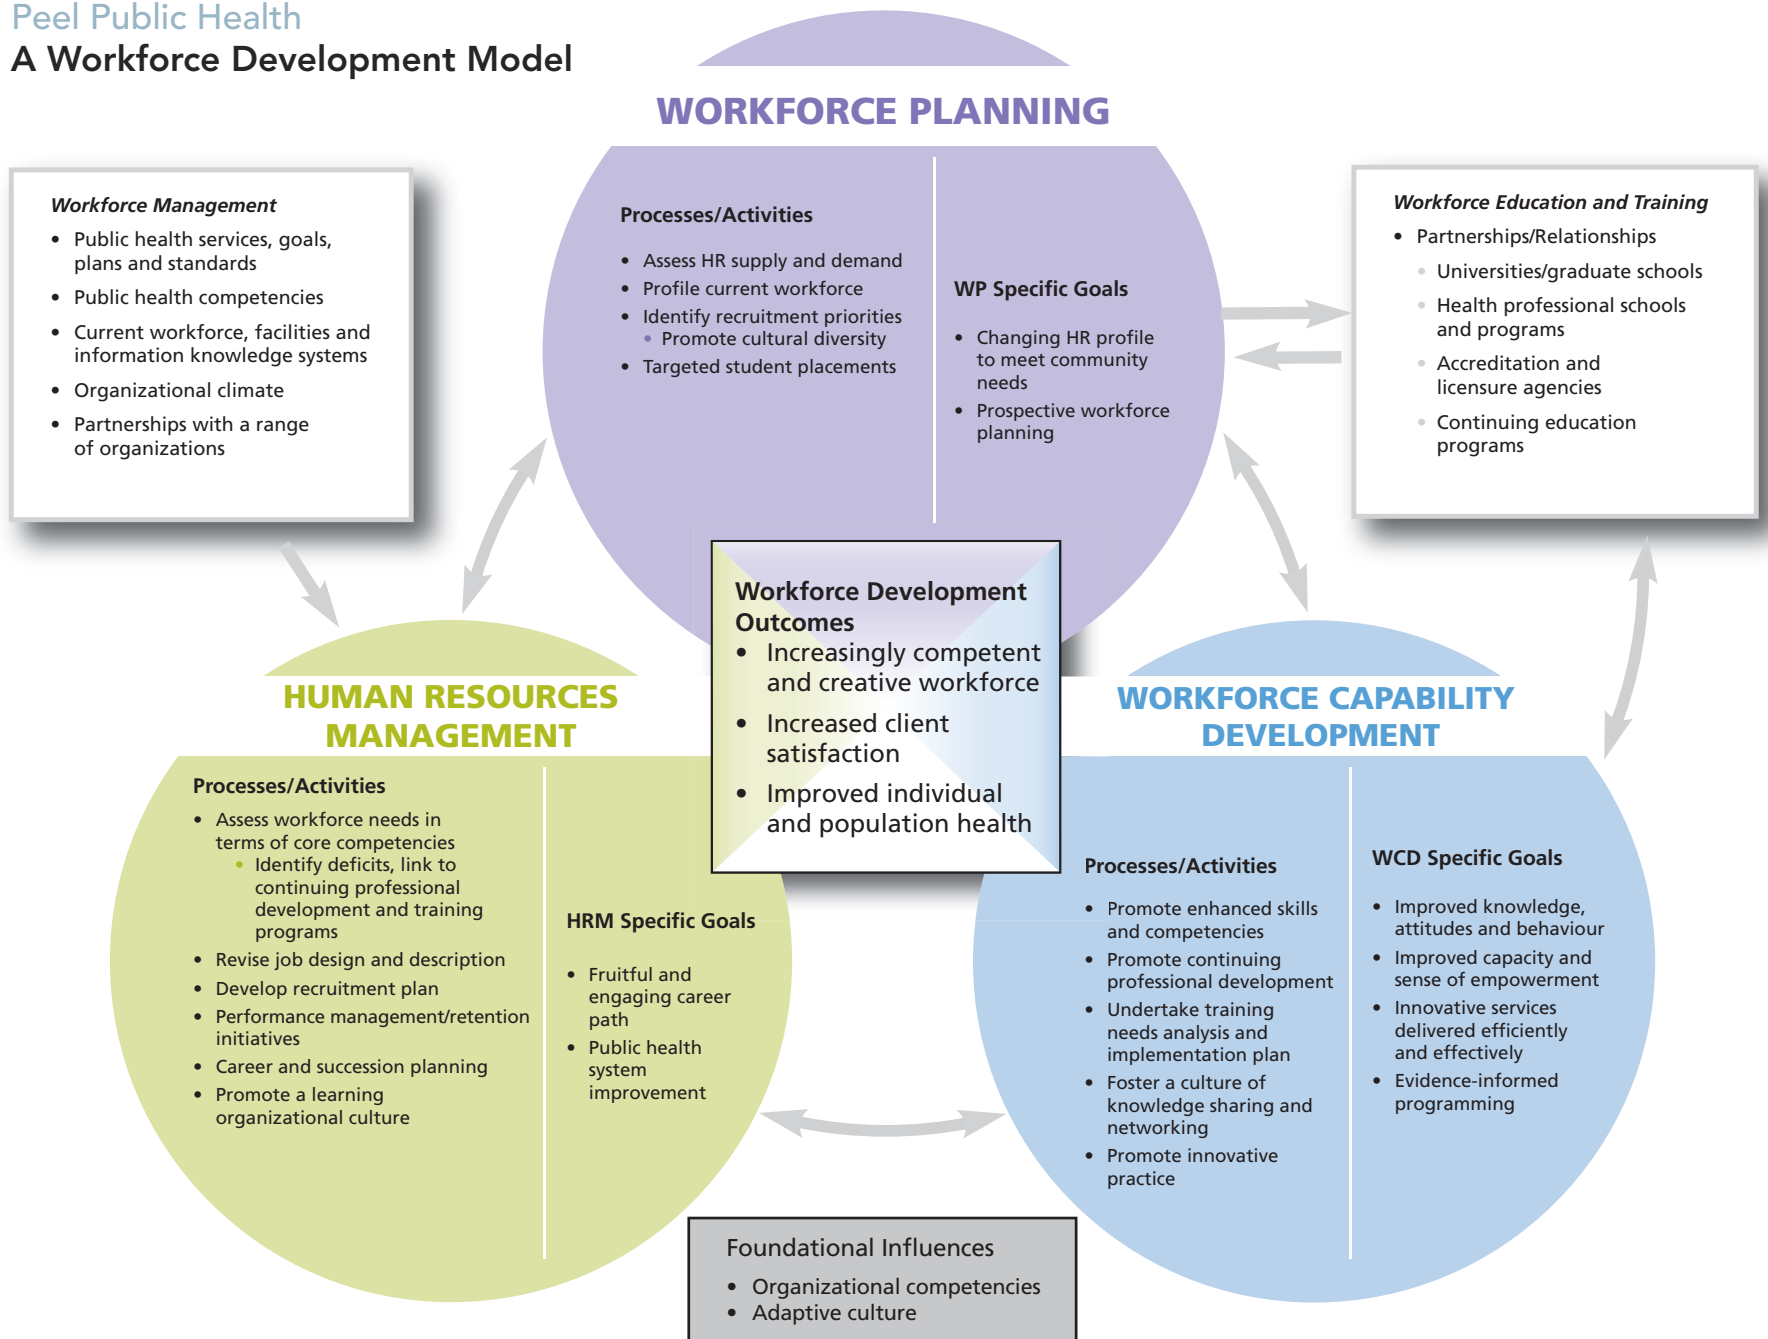 Peel Public Health
A Workforce Development Model
WORKFORCE PLANNING
Workforce Management
• Public health services, goals,
plans and standards
• Public health competencies
• Current workforce, facilities and
information knowledge systems
• Organizational climate
• Partnerships with a range
of organizations
Processes/Activities
• Assess HR supply and demand
• Profile current workforce
• Identify recruitment priorities
• Promote cultural diversity
• Targeted student placements
WP Specific Goals
• Changing HR profile
to meet community
needs
• Prospective workforce
planning
Workforce Education and Training
• Partnerships/Relationships
• Universities/graduate schools
• Health professional schools
and programs
• Accreditation and
licensure agencies
• Continuing education
programs
Workforce Development
Outcomes
• Increasingly competent
and creative workforce
• Increased client
satisfaction
• Improved individual
and population health
HUMAN RESOURCES
MANAGEMENT
Processes/Activities
• Assess workforce needs in
terms of core competencies
• Identify deficits, link to
continuing professional
development and training
programs
• Revise job design and description
• Develop recruitment plan
• Performance management/retention
initiatives
• Career and succession planning
• Promote a learning
organizational culture
HRM Specific Goals
• Fruitful and
engaging career
path
• Public health
system
improvement
WORKFORCE CAPABILITY
DEVELOPMENT
Processes/Activities
• Promote enhanced skills
and competencies
• Promote continuing
professional development
• Undertake training
needs analysis and
implementation plan
• Foster a culture of
knowledge sharing and
networking
• Promote innovative
practice
WCD Specific Goals
• Improved knowledge,
attitudes and behaviour
• Improved capacity and
sense of empowerment
• Innovative services
delivered efficiently
and effectively
• Evidence-informed
programming
Foundational Influences
• Organizational competencies
• Adaptive culture